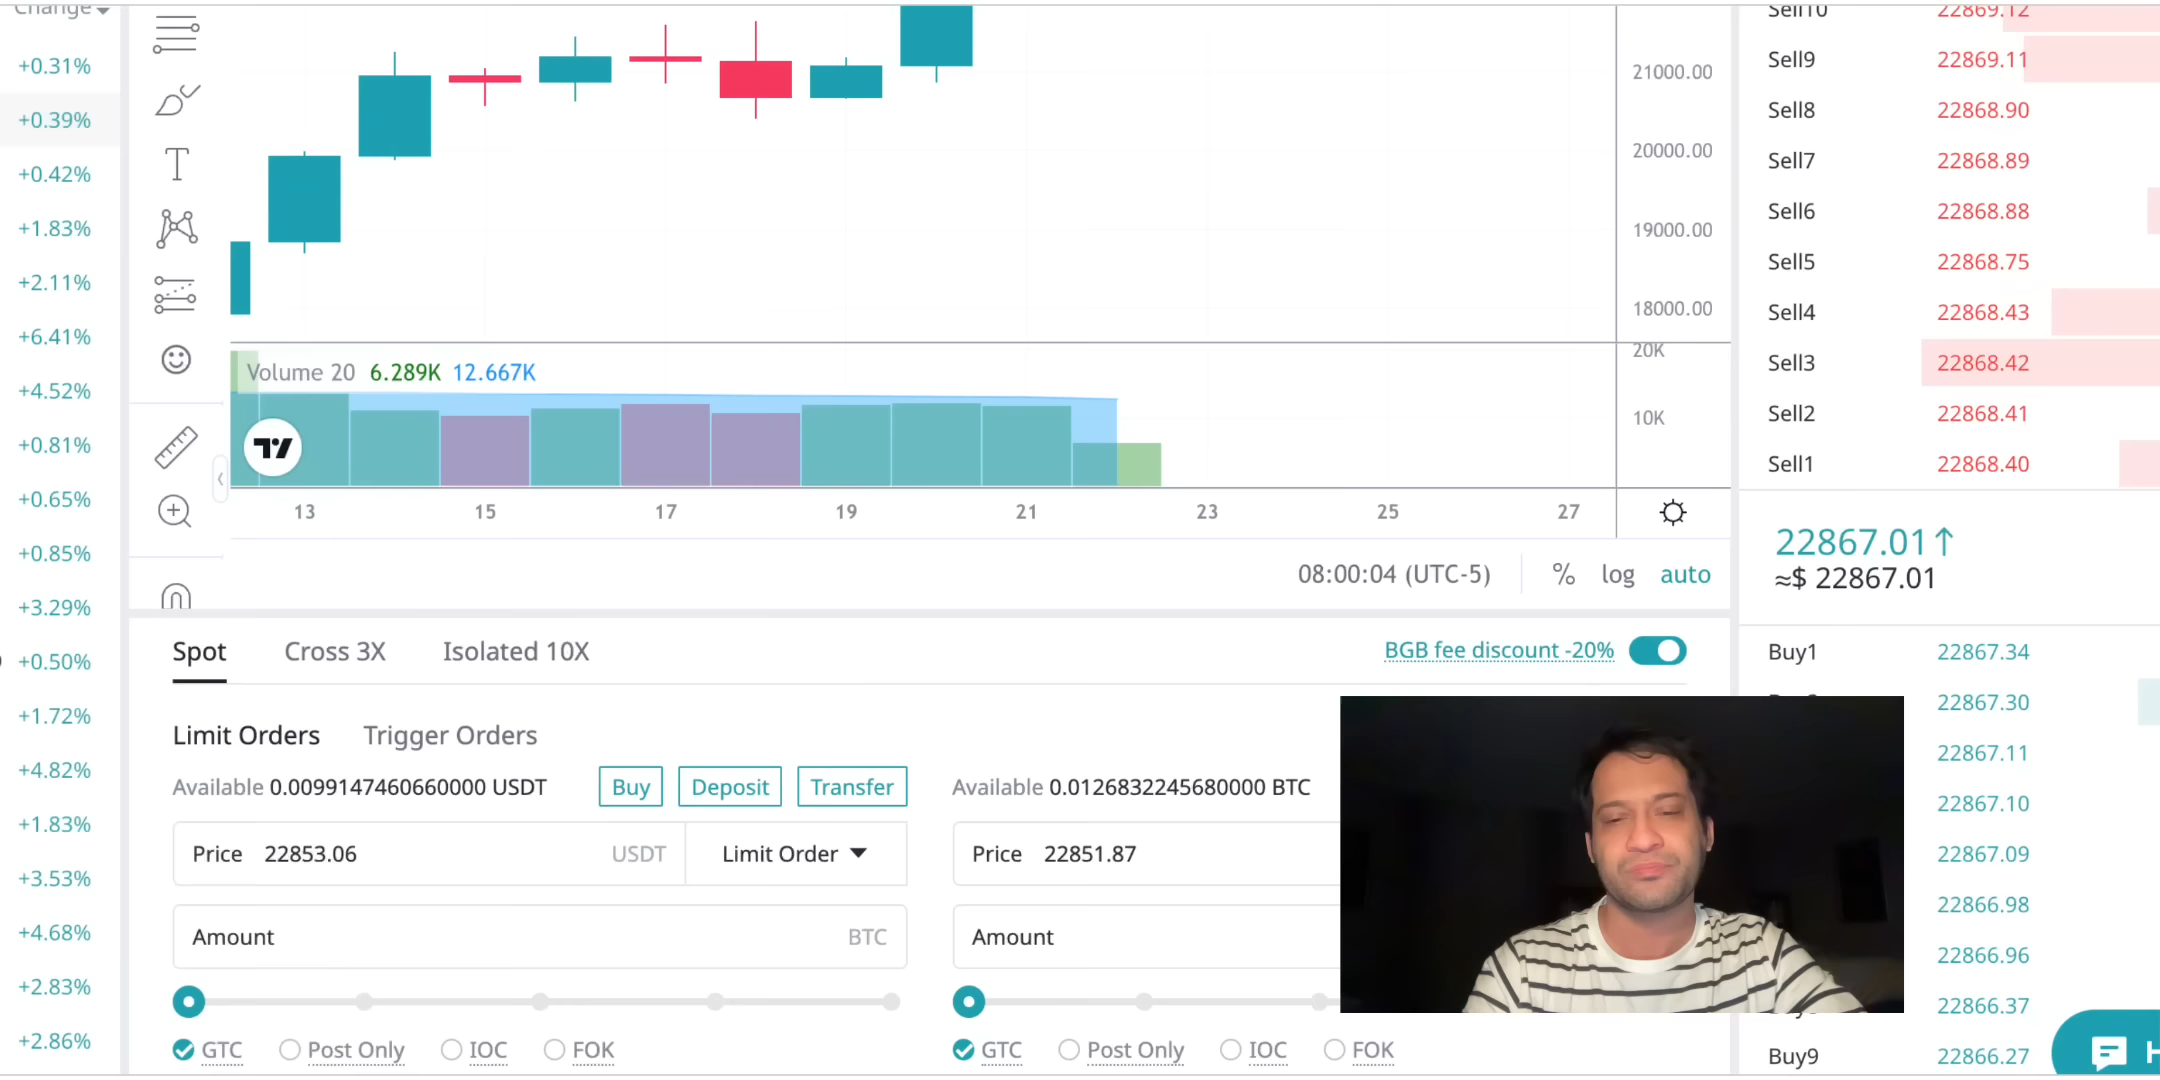 Change
+0.31%
+0.39%
+0.42%
+1.83%
+2.11%
+6.41%
+4.52%
+0.81%
+0.65%
+0.85%
+3.29%
+0.50%
+1.72%
+4.82%
+1.83%
+3.53%
+4.68%
+2.83%
+2.86%
21000.00
20000.00
19000.00
18000.00
Volume 20 6.289K 12.667K
20K
10K
13 15 17 19 21 23 25 27
08:00:04 (UTC-5) % log auto
Spot Cross 3X Isolated 10X BGB fee discount -20%
Limit Orders Trigger Orders
Available 0.0099147460660000 USDT Buy Deposit Transfer
Price 22853.06 USDT Limit Order
Amount BTC
GTC Post Only IOC FOK
Available 0.0126832245680000 BTC
Price 22851.87
Amount
GTC Post Only IOC FOK
Sell10 22869.12
Sell9 22869.11
Sell8 22868.90
Sell7 22868.89
Sell6 22868.88
Sell5 22868.75
Sell4 22868.43
Sell3 22868.42
Sell2 22868.41
Sell1 22868.40
22867.01↑
≈$ 22867.01
Buy1 22867.34
22867.30
22867.11
22867.10
22867.09
22866.98
22866.96
22866.37
Buy9 22866.27